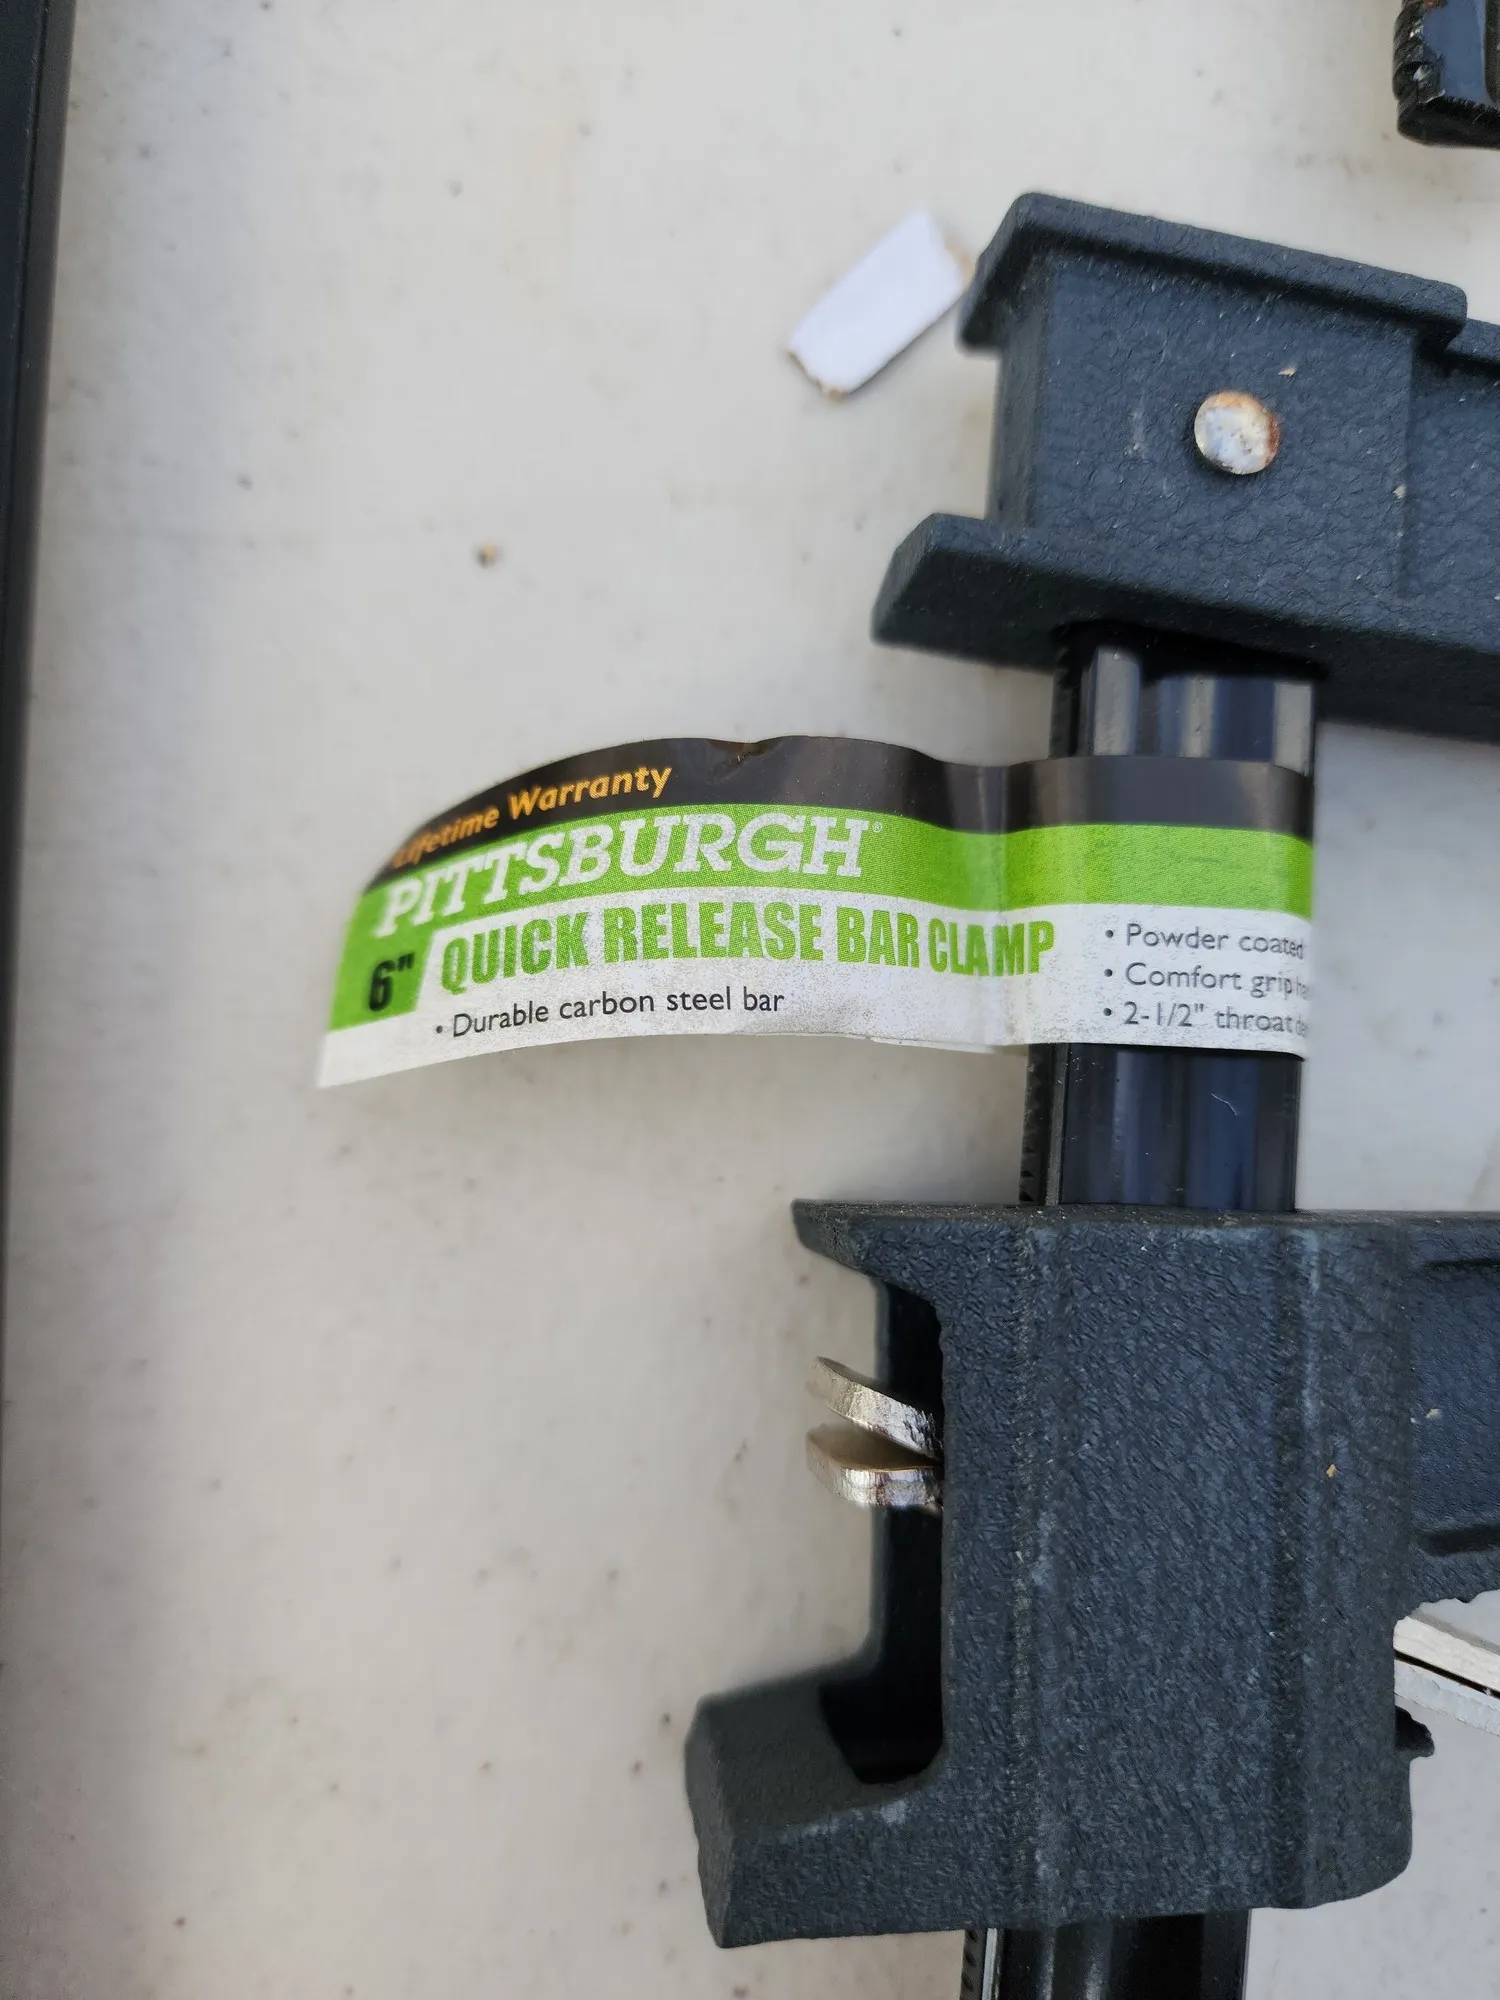 Lifetime Warranty
PITTSBURGH®
6" QUICK RELEASE BAR CLAMP
• Durable carbon steel bar
• Powder coated
• Comfort grip
• 2-1/2" throat